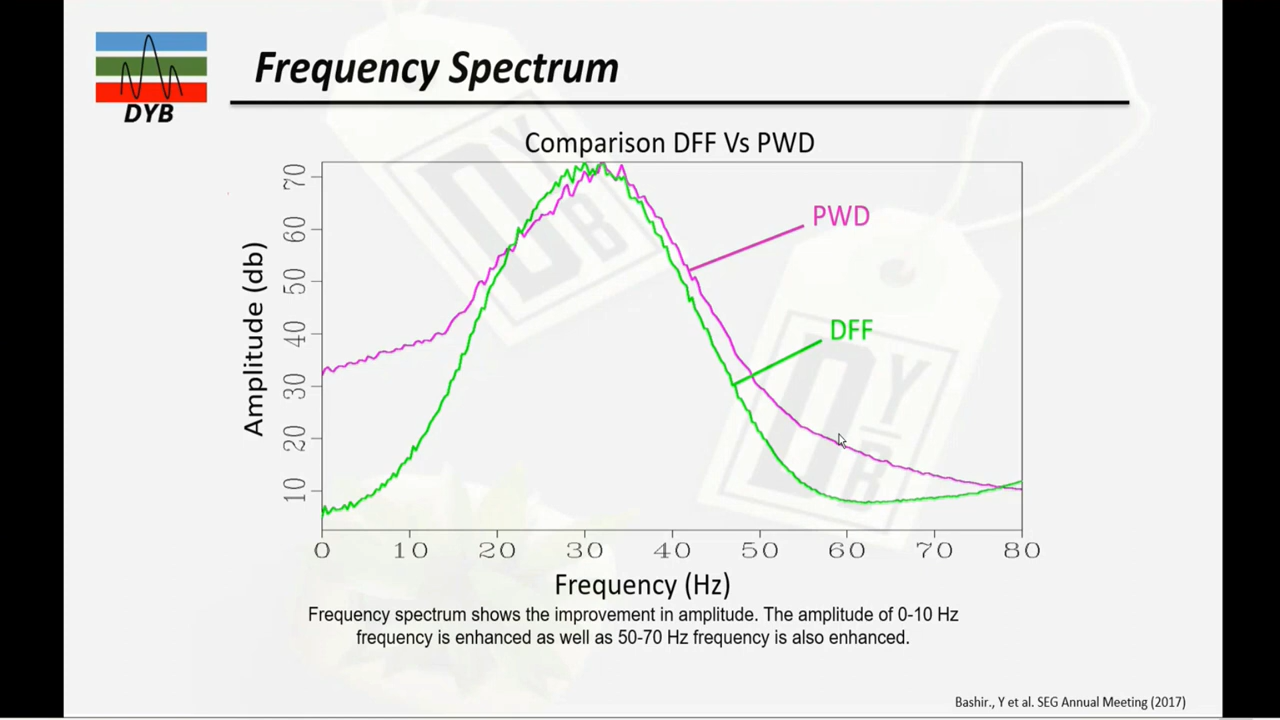 Frequency Spectrum
DYB
Comparison DFF Vs PWD
70
60
50
40
30
20
10
Amplitude (db)
PWD
DFF
0 10 20 30 40 50 60 70 80
Frequency (Hz)
Frequency spectrum shows the improvement in amplitude. The amplitude of 0-10 Hz
frequency is enhanced as well as 50-70 Hz frequency is also enhanced.
Bashir., Y et al. SEG Annual Meeting (2017)
DYB
DYB